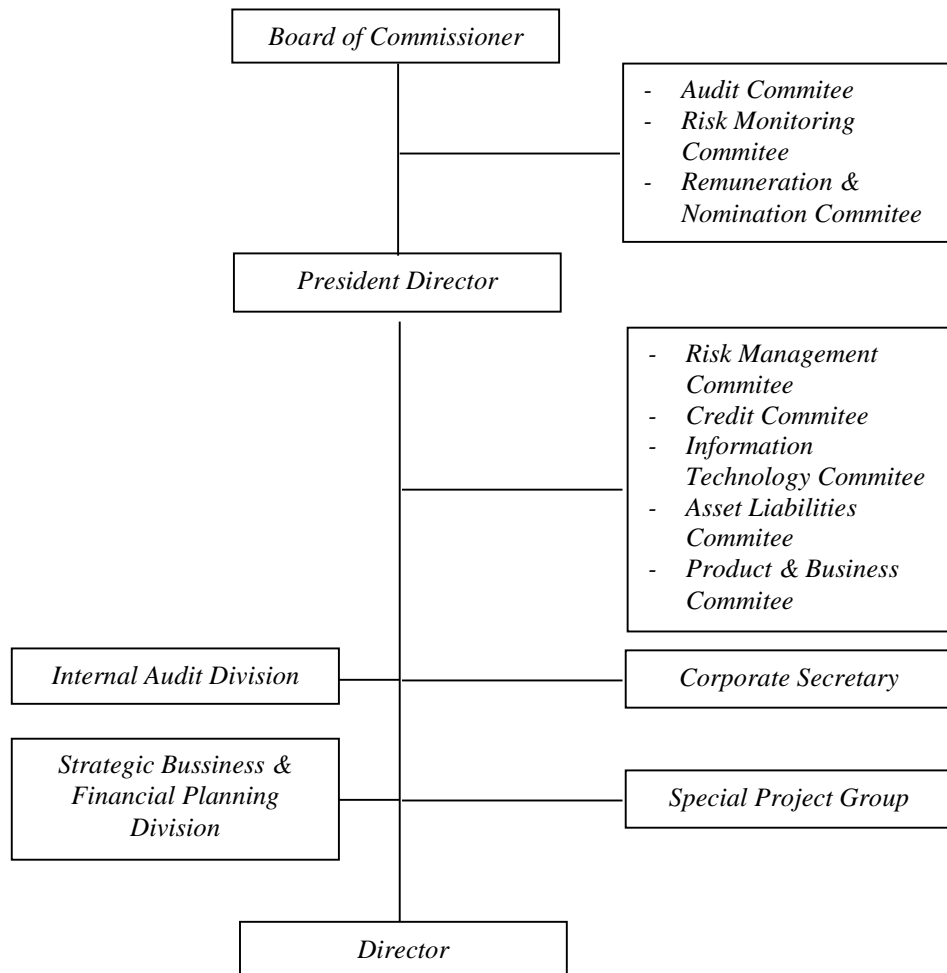 Board of Commissioner
- Audit Commitee
- Risk Monitoring
Commitee
- Remuneration &
Nomination Commitee
President Director
- Risk Management
Commitee
- Credit Commitee
- Information
Technology Commitee
- Asset Liabilities
Commitee
- Product & Business
Commitee
Internal Audit Division
Corporate Secretary
Strategic Bussiness &
Financial Planning
Division
Special Project Group
Director